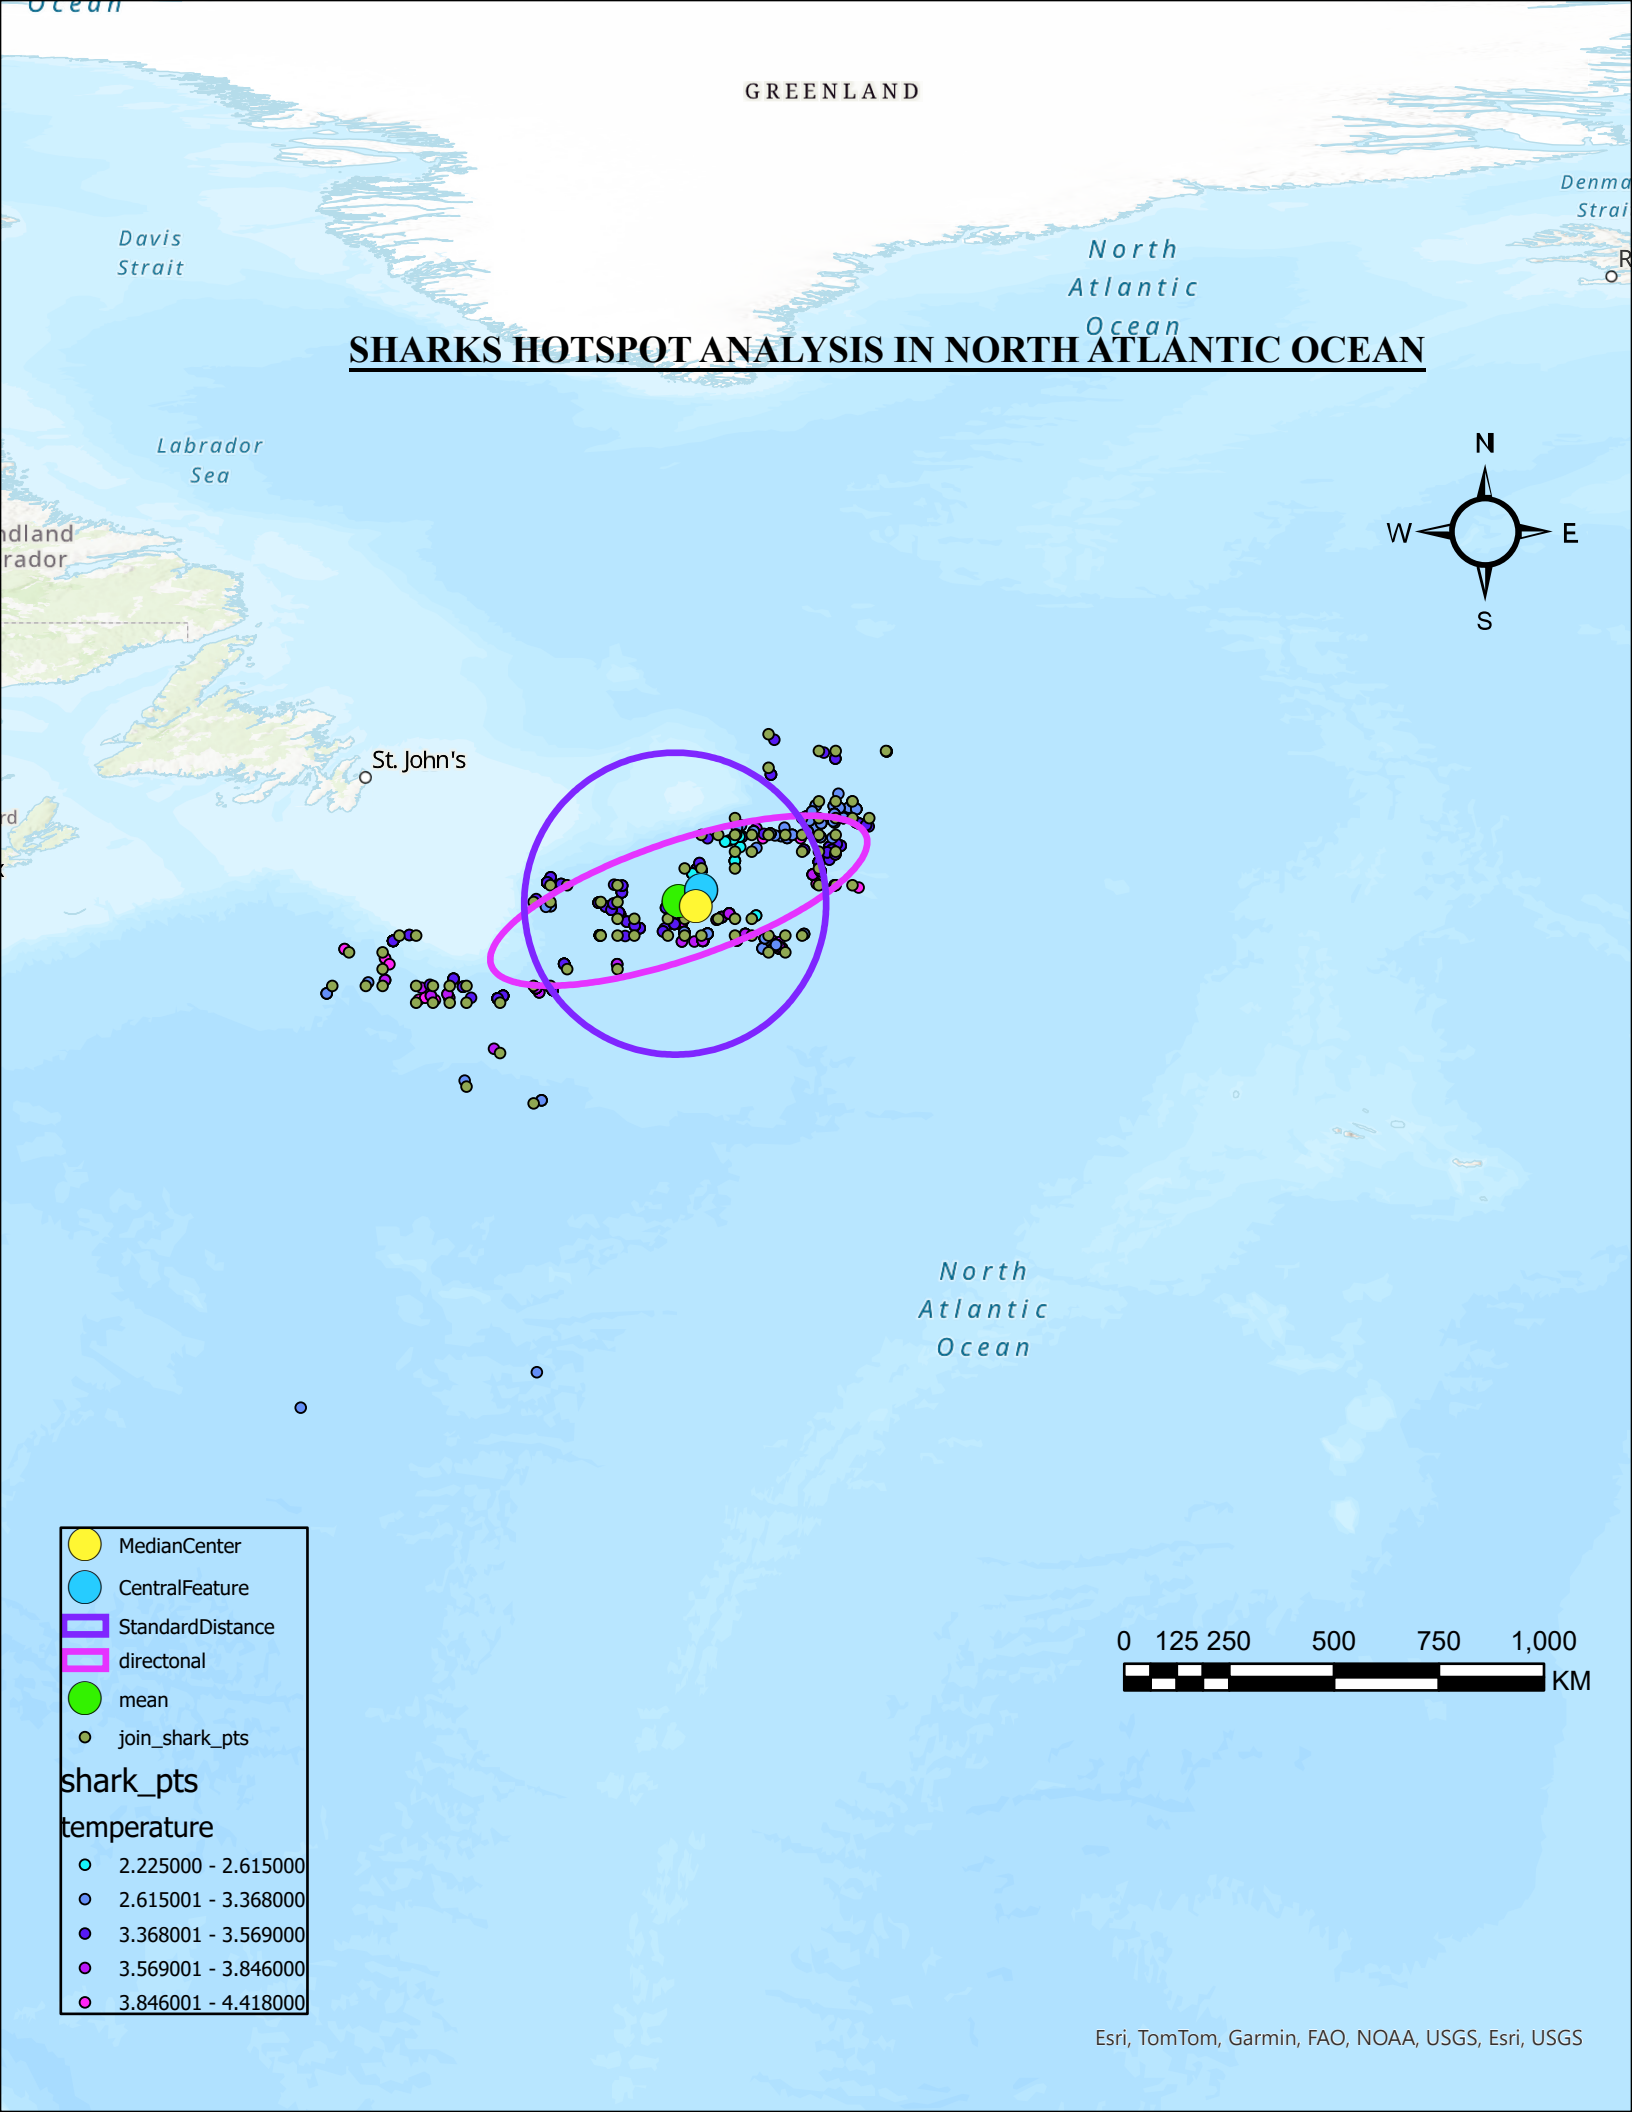 Ocean
GREENLAND
Denma
Strai
Davis
Strait
North
Atlantic
Ocean
R
SHARKS HOTSPOT ANALYSIS IN NORTH ATLANTIC OCEAN
Labrador
Sea
N
W
E
S
ndland
rador
St. John's
rd
North
Atlantic
Ocean
MedianCenter
CentralFeature
StandardDistance
directonal
mean
join_shark_pts
shark_pts
temperature
2.225000 - 2.615000
2.615001 - 3.368000
3.368001 - 3.569000
3.569001 - 3.846000
3.846001 - 4.418000
0 125 250 500 750 1,000
KM
Esri, TomTom, Garmin, FAO, NOAA, USGS, Esri, USGS